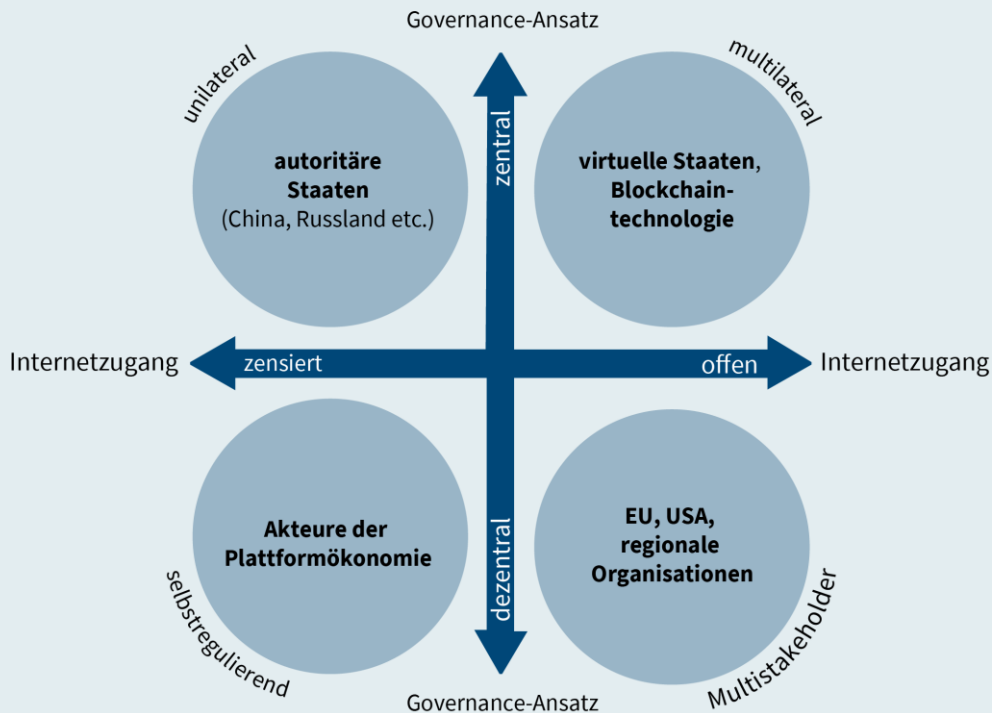 Governance-Ansatz
unilateral
multilateral
zentral
autoritäre
Staaten
(China, Russland etc.)
virtuelle Staaten,
Blockchain-
technologie
Internetzugang
zensiert
offen
Internetzugang
Akteure der
Plattformökonomie
dezentral
EU, USA,
regionale
Organisationen
selbstregulierend
Multistakeholder
Governance-Ansatz